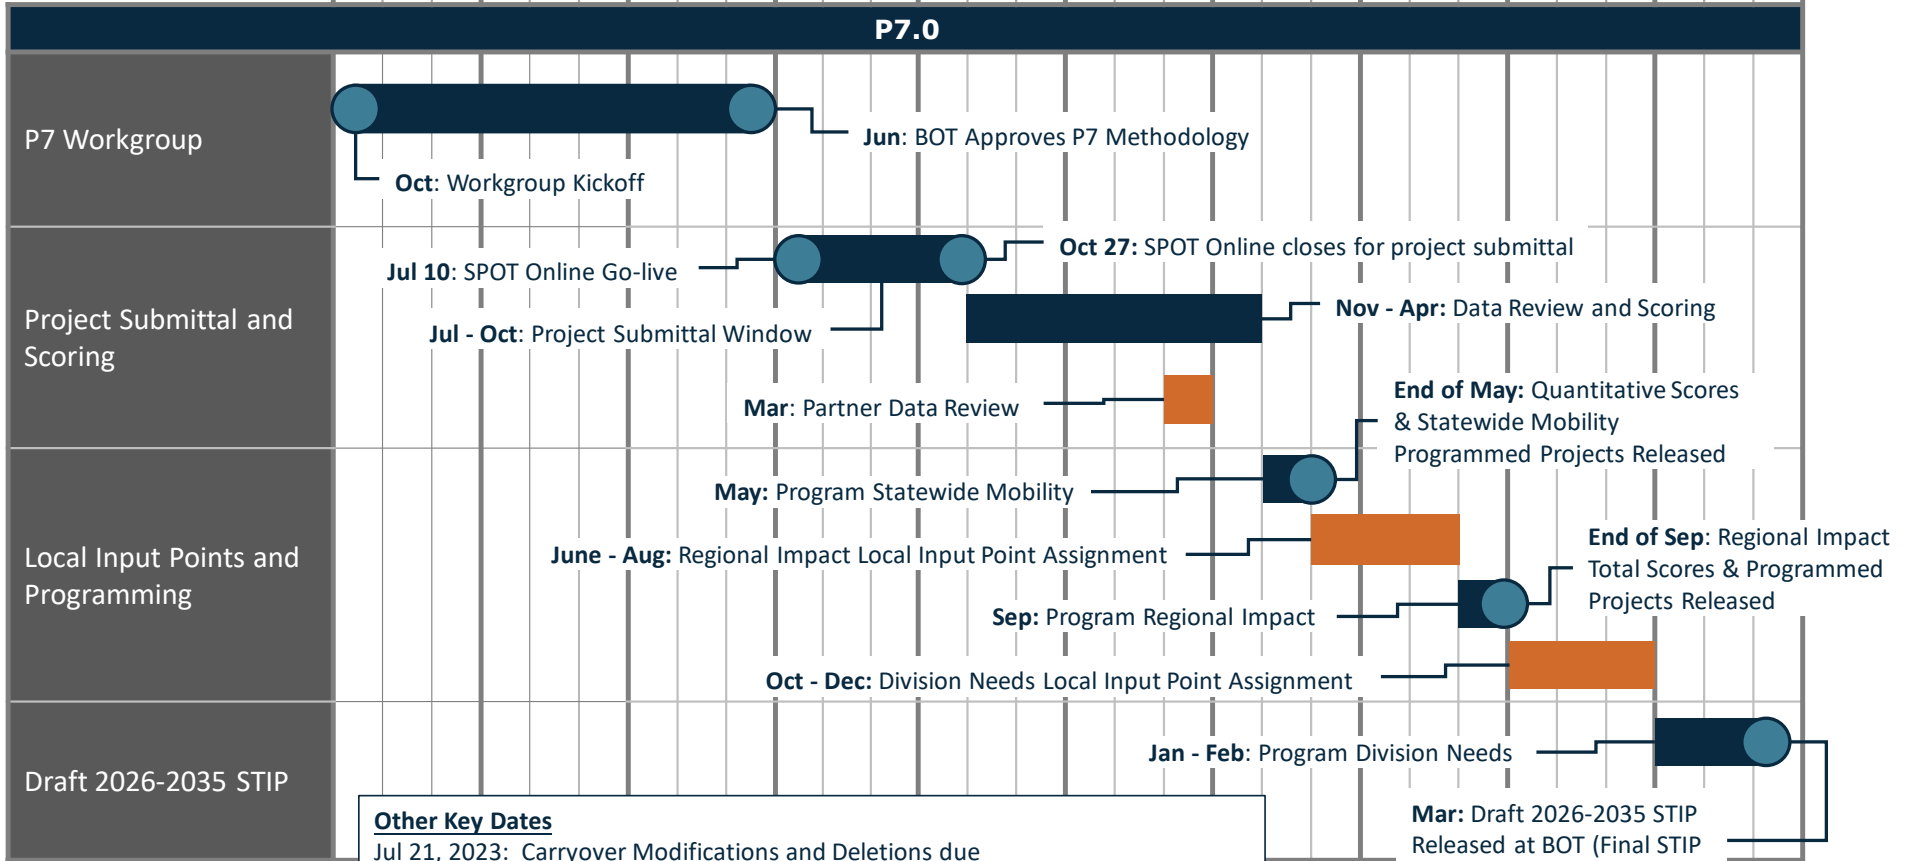 P7.0
P7 Workgroup
Jun: BOT Approves P7 Methodology
Oct: Workgroup Kickoff
Project Submittal and
Scoring
Oct 27: SPOT Online closes for project submittal
Jul 10: SPOT Online Go-live
Nov - Apr: Data Review and Scoring
Jul - Oct: Project Submittal Window
Mar: Partner Data Review
End of May: Quantitative Scores
& Statewide Mobility
Programmed Projects Released
Local Input Points and
Programming
May: Program Statewide Mobility
June - Aug: Regional Impact Local Input Point Assignment
End of Sep: Regional Impact
Total Scores & Programmed
Projects Released
Sep: Program Regional Impact
Oct - Dec: Division Needs Local Input Point Assignment
Draft 2026-2035 STIP
Jan - Feb: Program Division Needs
Mar: Draft 2026-2035 STIP
Released at BOT (Final STIP
Other Key Dates
Jul 21, 2023: Carryover Modifications and Deletions due